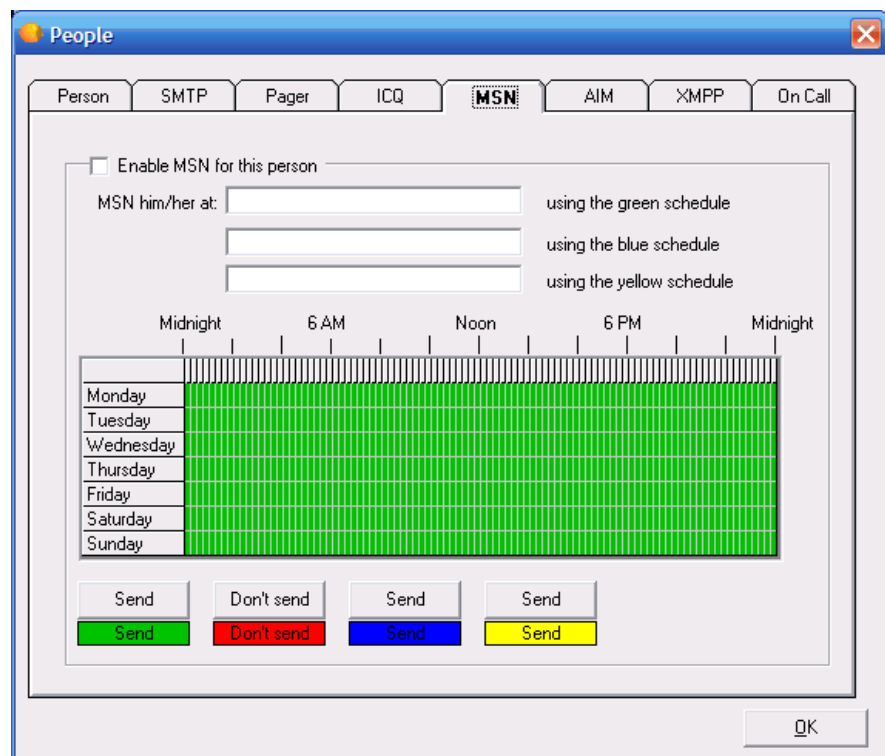 People
Person SMTP Pager ICQ MSN AIM XMPP On Call
Enable MSN for this person
MSN him/her at: using the green schedule
using the blue schedule
using the yellow schedule
Midnight 6 AM Noon 6 PM Midnight
Monday
Tuesday
Wednesday
Thursday
Friday
Saturday
Sunday
Send Don't send Send Send
Send Don't send Send Send
OK